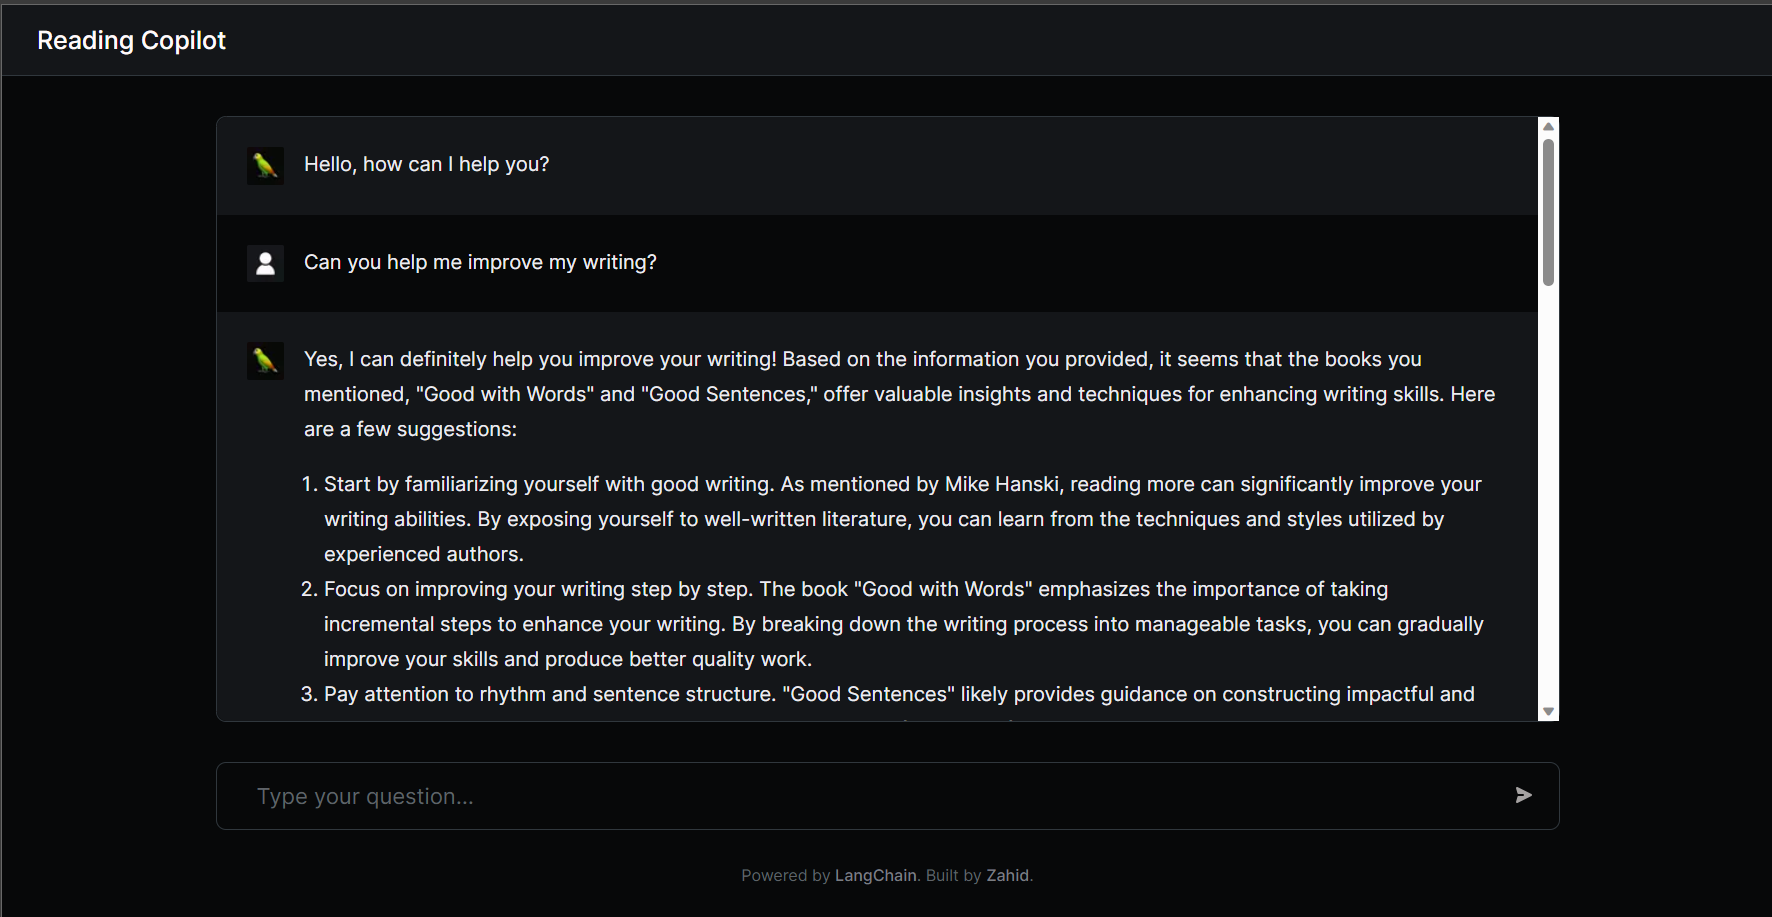 Reading Copilot
Hello, how can I help you?
Can you help me improve my writing?
Yes, I can definitely help you improve your writing! Based on the information you provided, it seems that the books you
mentioned, "Good with Words" and "Good Sentences," offer valuable insights and techniques for enhancing writing skills. Here
are a few suggestions:
1. Start by familiarizing yourself with good writing. As mentioned by Mike Hanski, reading more can significantly improve your
writing abilities. By exposing yourself to well-written literature, you can learn from the techniques and styles utilized by
experienced authors.
2. Focus on improving your writing step by step. The book "Good with Words" emphasizes the importance of taking
incremental steps to enhance your writing. By breaking down the writing process into manageable tasks, you can gradually
improve your skills and produce better quality work.
3. Pay attention to rhythm and sentence structure. "Good Sentences" likely provides guidance on constructing impactful and
Type your question...
Powered by LangChain. Built by Zahid.